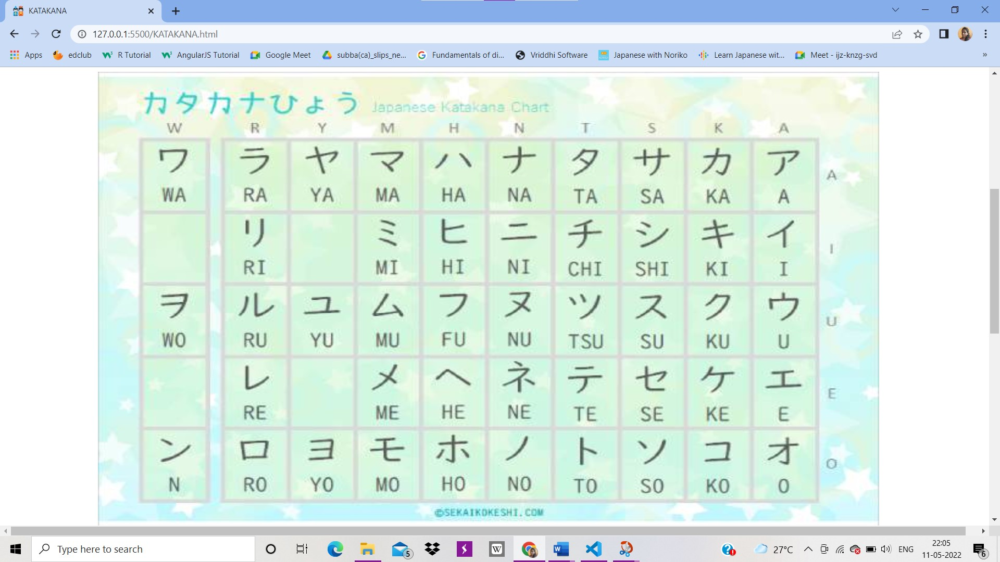 KATAKANA
127.0.0.1:5500/KATAKANA.html
Apps edclub R Tutorial AngularJS Tutorial Google Meet subba(ca)_slips_ne... Fundamentals of di... Vriddhi Software Japanese with Noriko Learn Japanese wit... Meet - ijz-knzg-svd »
カタカナひょう Japanese Katakana Chart
W R Y M H N T S K A
ワ ラ ヤ マ ハ ナ タ サ カ ア
WA RA YA MA HA NA TA SA KA A
A
リ ミ ヒ ニ チ シ キ イ
RI MI HI NI CHI SHI KI I
I
ヲ ル ユ ム フ ヌ ツ ス ク ウ
WO RU YU MU FU NU TSU SU KU U
U
レ メ ヘ ネ テ セ ケ エ
RE ME HE NE TE SE KE E
E
ン ロ ヨ モ ホ ノ ト ソ コ オ
N RO YO MO HO NO TO SO KO O
O
©SEKAIKOKESHI.COM
Type here to search 5 27°C ENG 22:05
11-05-2022 6